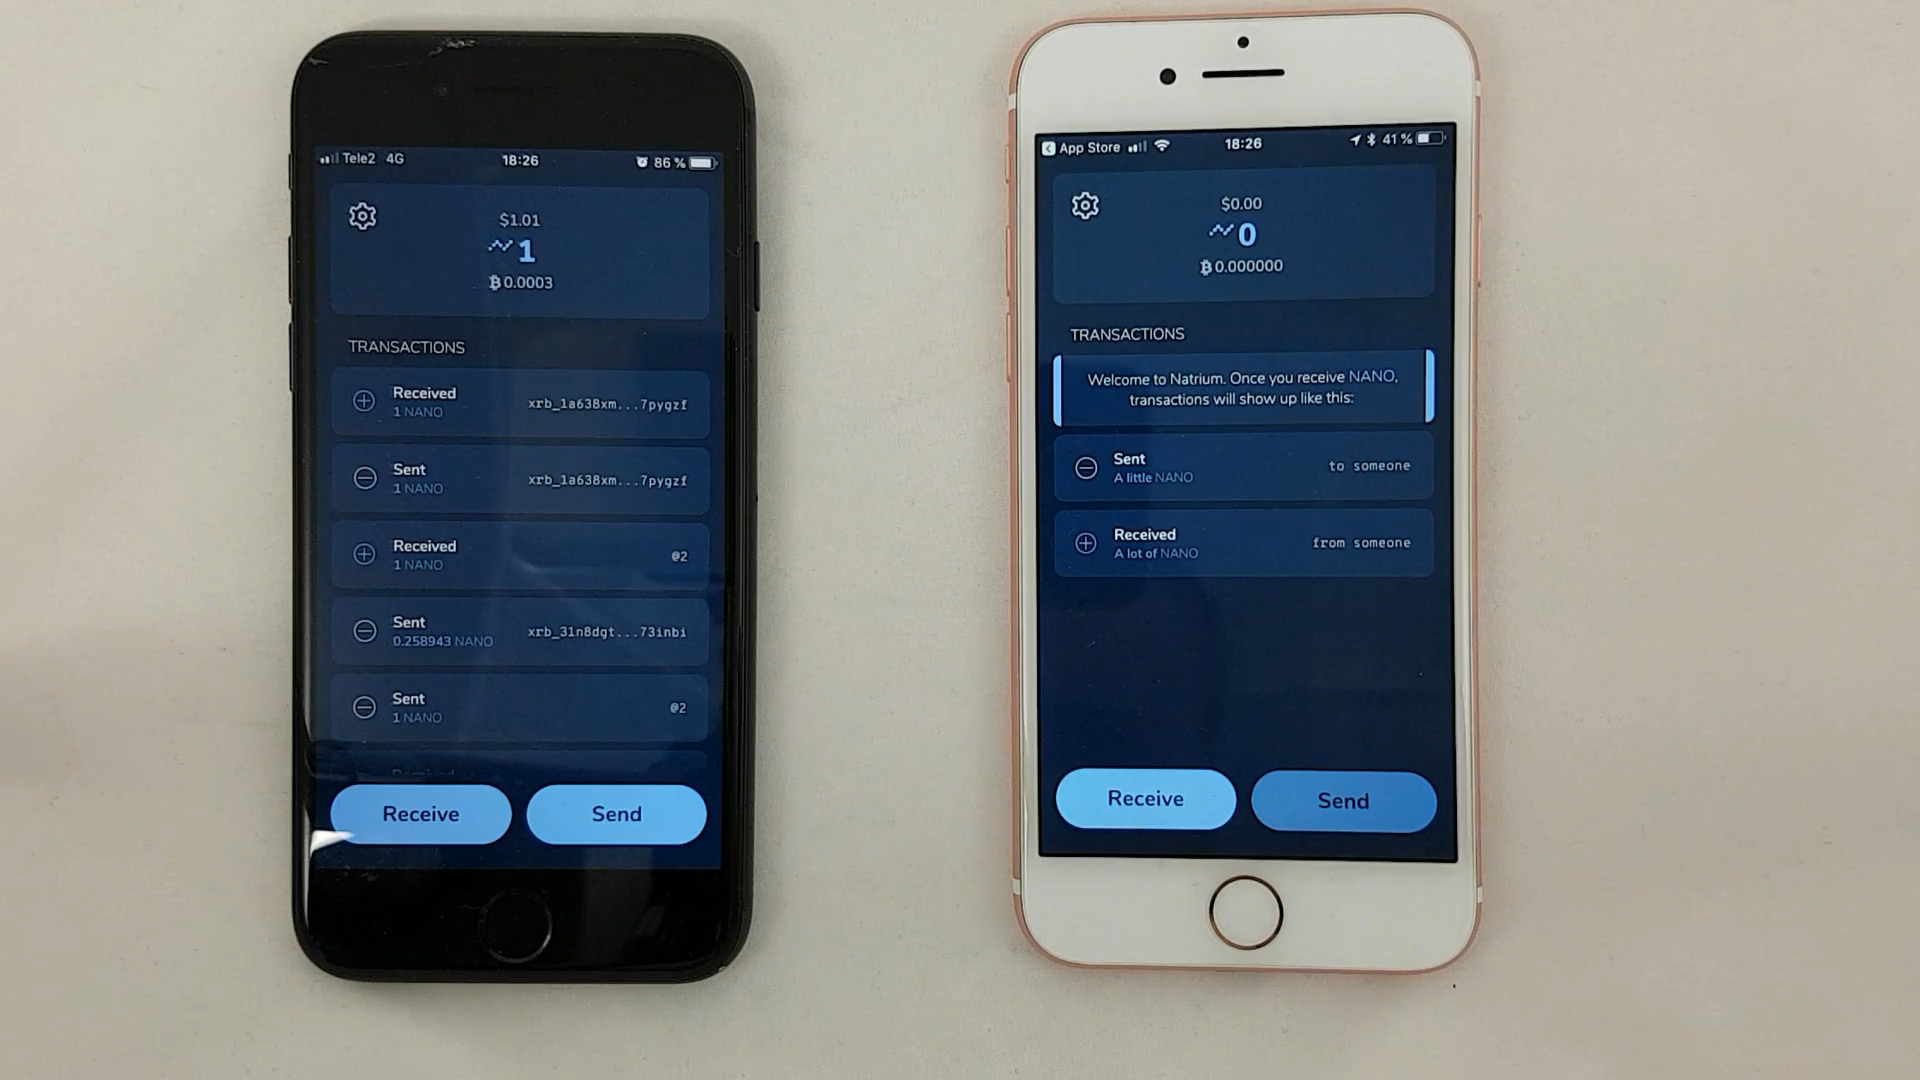 Tele2 4G 18:26 86 %
$1.01
1
₿0.0003
TRANSACTIONS
Received
1 NANO
xrb_1a638xm...7pygzf
Sent
1 NANO
xrb_1a638xm...7pygzf
Received
1 NANO
@2
Sent
0.258943 NANO
xrb_31n8dgt...73inbi
Sent
1 NANO
@2
Received
Receive
Send
App Store 18:26 41 %
$0.00
0
₿0.000000
TRANSACTIONS
Welcome to Natrium. Once you receive NANO,
transactions will show up like this:
Sent
A little NANO
to someone
Received
A lot of NANO
from someone
Receive
Send